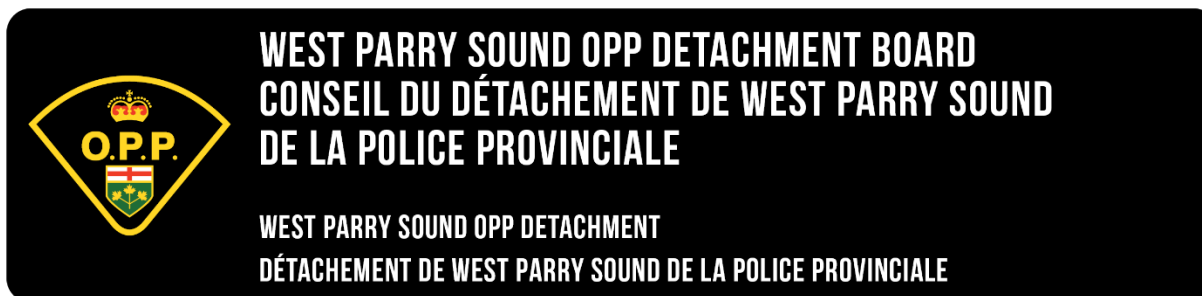 O.P.P.
WEST PARRY SOUND OPP DETACHMENT BOARD
CONSEIL DU DÉTACHEMENT DE WEST PARRY SOUND
DE LA POLICE PROVINCIALE
WEST PARRY SOUND OPP DETACHMENT
DÉTACHEMENT DE WEST PARRY SOUND DE LA POLICE PROVINCIALE